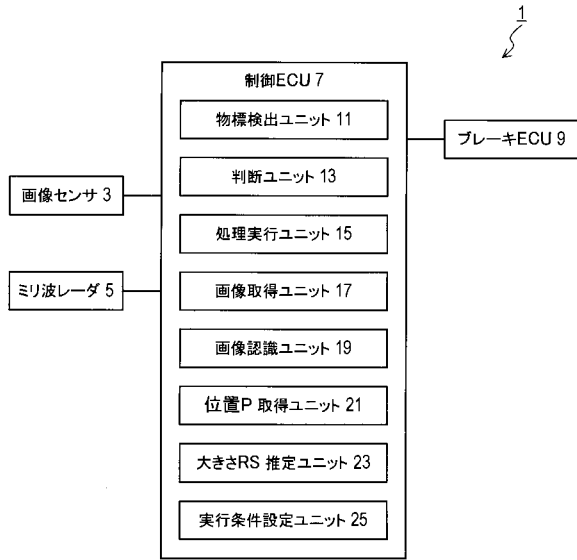 1
制御ECU 7
物標検出ユニット 11
ブレーキECU 9
判断ユニット 13
画像センサ 3
処理実行ユニット 15
ミリ波レーダ 5
画像取得ユニット 17
画像認識ユニット 19
位置P 取得ユニット 21
大きさRS 推定ユニット 23
実行条件設定ユニット 25